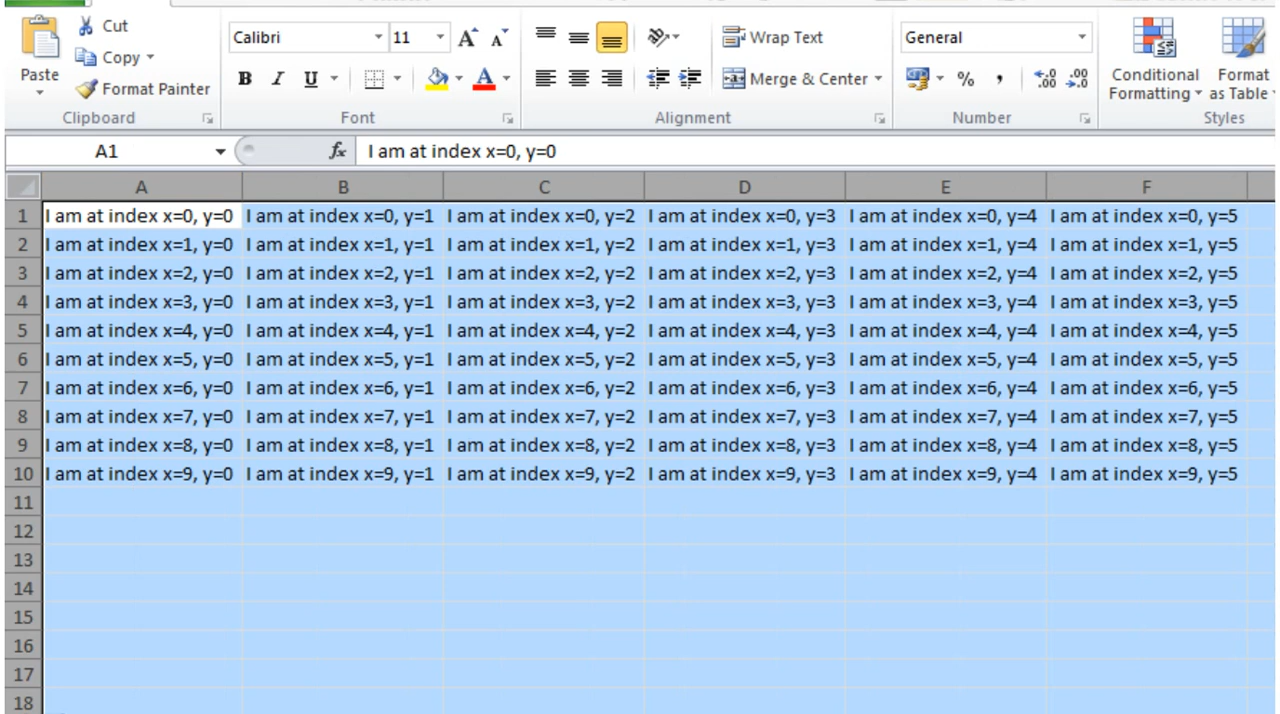 Cut
Calibri 11 A A Wrap Text General
Copy
Paste
B I U A Merge & Center % , .00 .00 Conditional Format
Format Painter Formatting as Table
Clipboard Font Alignment Number Styles
A1 fx I am at index x=0, y=0
A B C D E F
1 I am at index x=0, y=0 I am at index x=0, y=1 I am at index x=0, y=2 I am at index x=0, y=3 I am at index x=0, y=4 I am at index x=0, y=5
2 I am at index x=1, y=0 I am at index x=1, y=1 I am at index x=1, y=2 I am at index x=1, y=3 I am at index x=1, y=4 I am at index x=1, y=5
3 I am at index x=2, y=0 I am at index x=2, y=1 I am at index x=2, y=2 I am at index x=2, y=3 I am at index x=2, y=4 I am at index x=2, y=5
4 I am at index x=3, y=0 I am at index x=3, y=1 I am at index x=3, y=2 I am at index x=3, y=3 I am at index x=3, y=4 I am at index x=3, y=5
5 I am at index x=4, y=0 I am at index x=4, y=1 I am at index x=4, y=2 I am at index x=4, y=3 I am at index x=4, y=4 I am at index x=4, y=5
6 I am at index x=5, y=0 I am at index x=5, y=1 I am at index x=5, y=2 I am at index x=5, y=3 I am at index x=5, y=4 I am at index x=5, y=5
7 I am at index x=6, y=0 I am at index x=6, y=1 I am at index x=6, y=2 I am at index x=6, y=3 I am at index x=6, y=4 I am at index x=6, y=5
8 I am at index x=7, y=0 I am at index x=7, y=1 I am at index x=7, y=2 I am at index x=7, y=3 I am at index x=7, y=4 I am at index x=7, y=5
9 I am at index x=8, y=0 I am at index x=8, y=1 I am at index x=8, y=2 I am at index x=8, y=3 I am at index x=8, y=4 I am at index x=8, y=5
10 I am at index x=9, y=0 I am at index x=9, y=1 I am at index x=9, y=2 I am at index x=9, y=3 I am at index x=9, y=4 I am at index x=9, y=5
11
12
13
14
15
16
17
18